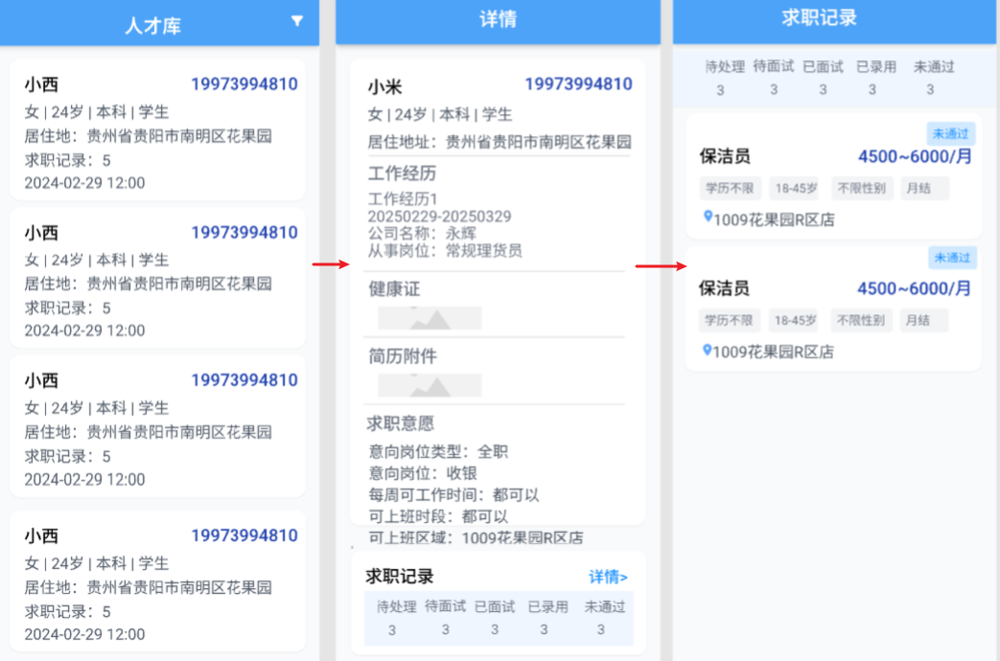 人才库
小西 19973994810
女 | 24岁 | 本科 | 学生
居住地：贵州省贵阳市南明区花果园
求职记录：5
2024-02-29 12:00
小西 19973994810
女 | 24岁 | 本科 | 学生
居住地：贵州省贵阳市南明区花果园
求职记录：5
2024-02-29 12:00
小西 19973994810
女 | 24岁 | 本科 | 学生
居住地：贵州省贵阳市南明区花果园
求职记录：5
2024-02-29 12:00
小西 19973994810
女 | 24岁 | 本科 | 学生
居住地：贵州省贵阳市南明区花果园
求职记录：5
2024-02-29 12:00
详情
小米 19973994810
女 | 24岁 | 本科 | 学生
居住地址：贵州省贵阳市南明区花果园
工作经历
工作经历1
20250229-20250329
公司名称：永辉
从事岗位：常规理货员
健康证
简历附件
求职意愿
意向岗位类型：全职
意向岗位：收银
每周可工作时间：都可以
可上班时段：都可以
可上班区域：1009花果园R区店
求职记录 详情>
待处理 待面试 已面试 已录用 未通过
3 3 3 3 3
求职记录
待处理 待面试 已面试 已录用 未通过
3 3 3 3 3
未通过
保洁员 4500~6000/月
学历不限 18-45岁 不限性别 月结
1009花果园R区店
未通过
保洁员 4500~6000/月
学历不限 18-45岁 不限性别 月结
1009花果园R区店